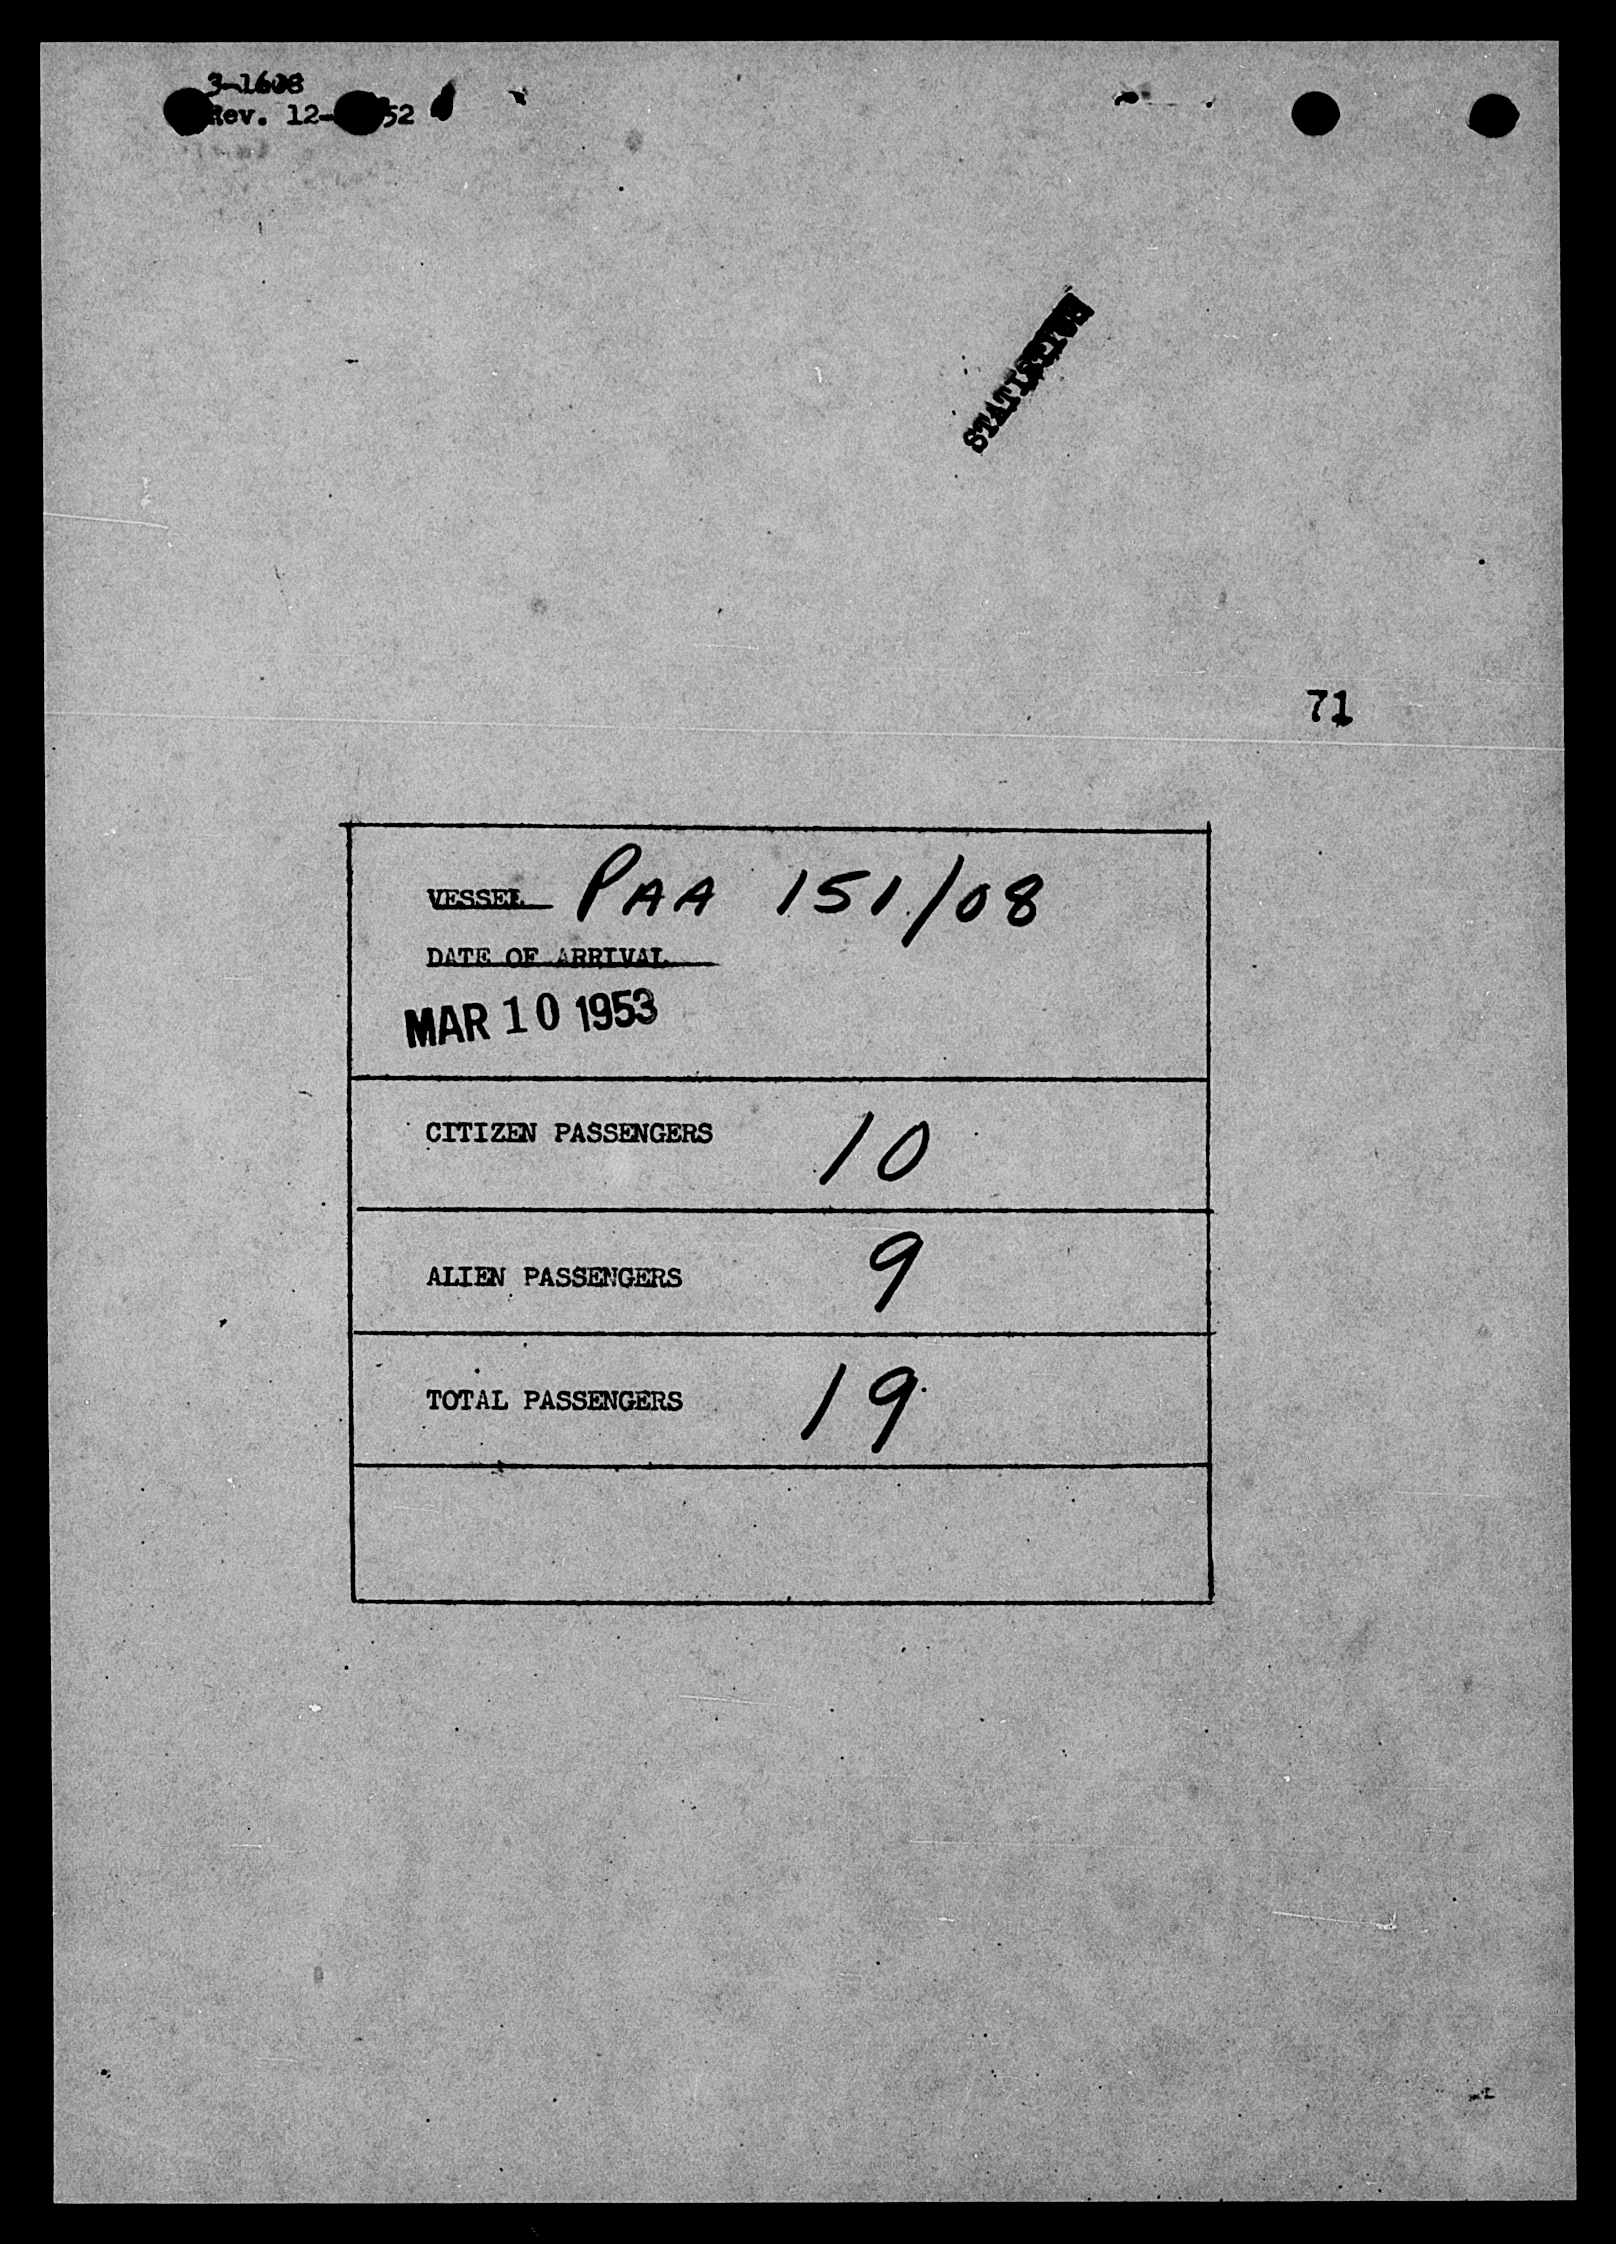 3-1608
Rev. 12- 52
STATISTICS
71
VESSEL PAA 151/08
DATE OF ARRIVAL
MAR 10 1953
CITIZEN PASSENGERS 10
ALIEN PASSENGERS 9
TOTAL PASSENGERS 19